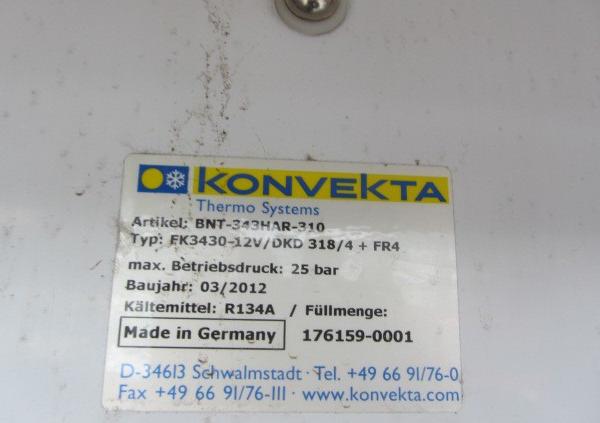 KONVEKTA
Thermo Systems
Artikel: BNT-343HAR-310
Typ: FK3430-12V/DKD 318/4 + FR4
max. Betriebsdruck: 25 bar
Baujahr: 03/2012
Kältemittel: R134A / Füllmenge:
Made in Germany 176159-0001
D-34613 Schwalmstadt · Tel. +49 66 91/76-0
Fax +49 66 91/76-111 · www.konvekta.com